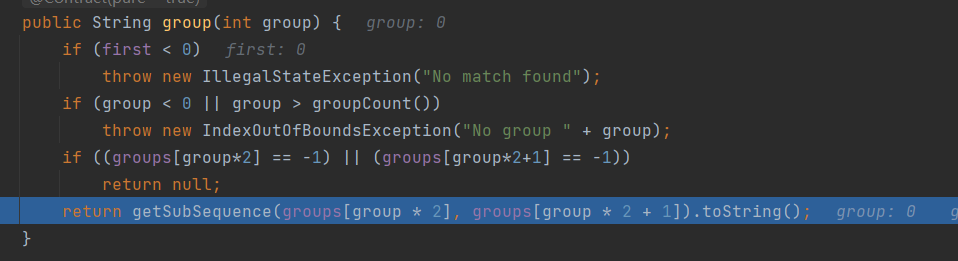 @Contract(pure = true)
public String group(int group) {   group: 0
    if (first < 0)   first: 0
        throw new IllegalStateException("No match found");
    if (group < 0 || group > groupCount())
        throw new IndexOutOfBoundsException("No group " + group);
    if ((groups[group*2] == -1) || (groups[group*2+1] == -1))
        return null;
    return getSubSequence(groups[group * 2], groups[group * 2 + 1]).toString();   group: 0
}